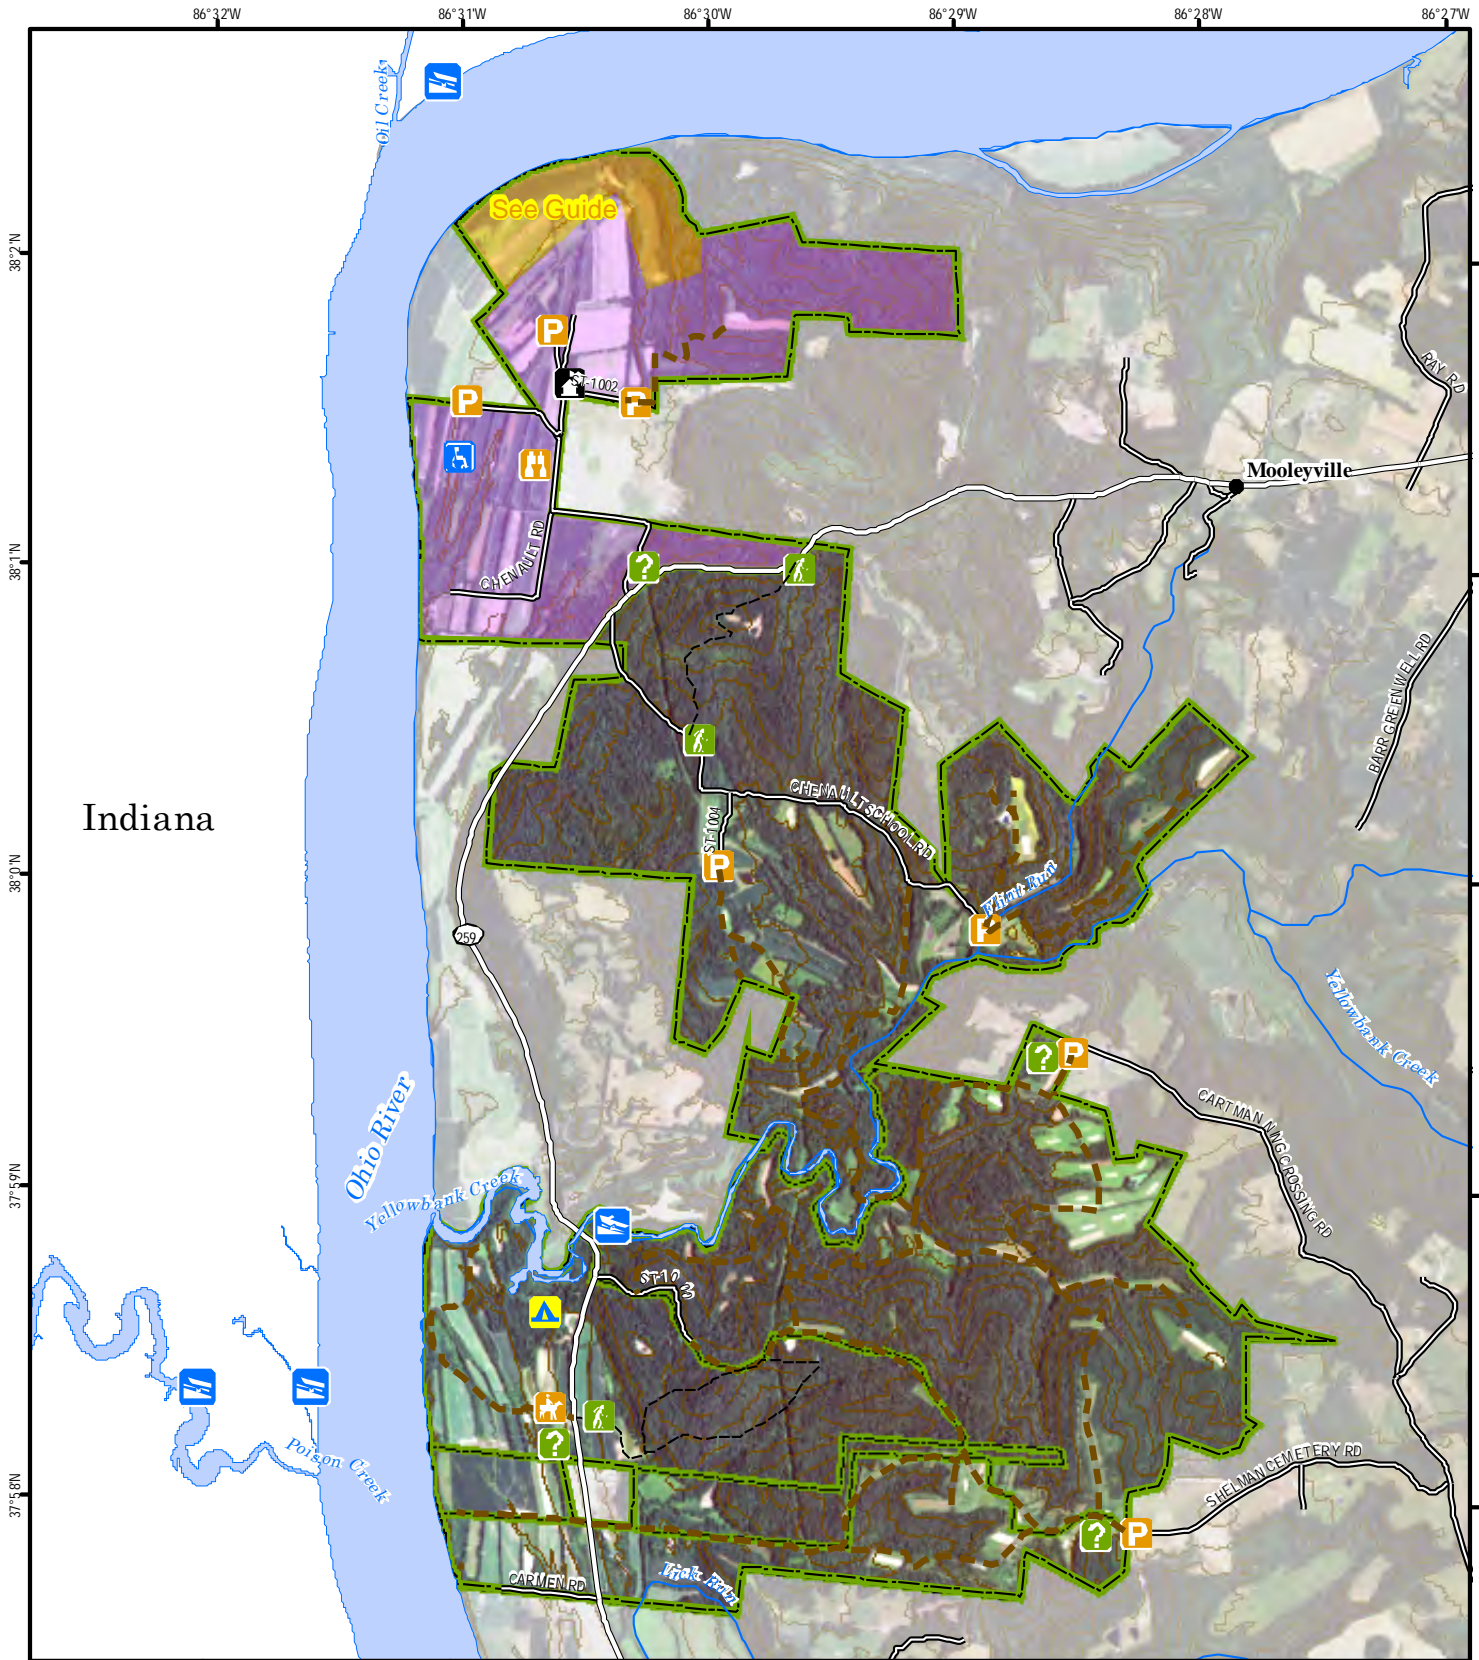 86°32'W
86°31'W
86°30'W
86°29'W
86°28'W
86°27'W
Oil Creek
See Guide
38°2'N
P
ST-1002
P
P
RAY RD
Mooleyville
CHENAULT RD
38°1'N
?
BARR GREENWELL RD
Indiana
CHENAULT SCHOOL RD
ST-1004
P
38°0'N
Flint Run
P
259
Yellowbank Creek
?
P
CART MANNING CROSSING RD
Ohio River
37°59'N
Yellowbank Creek
ST-1003
Poison Creek
?
SHELMAN CEMETERY RD
37°58'N
?
P
Lick Run
CARMEN RD